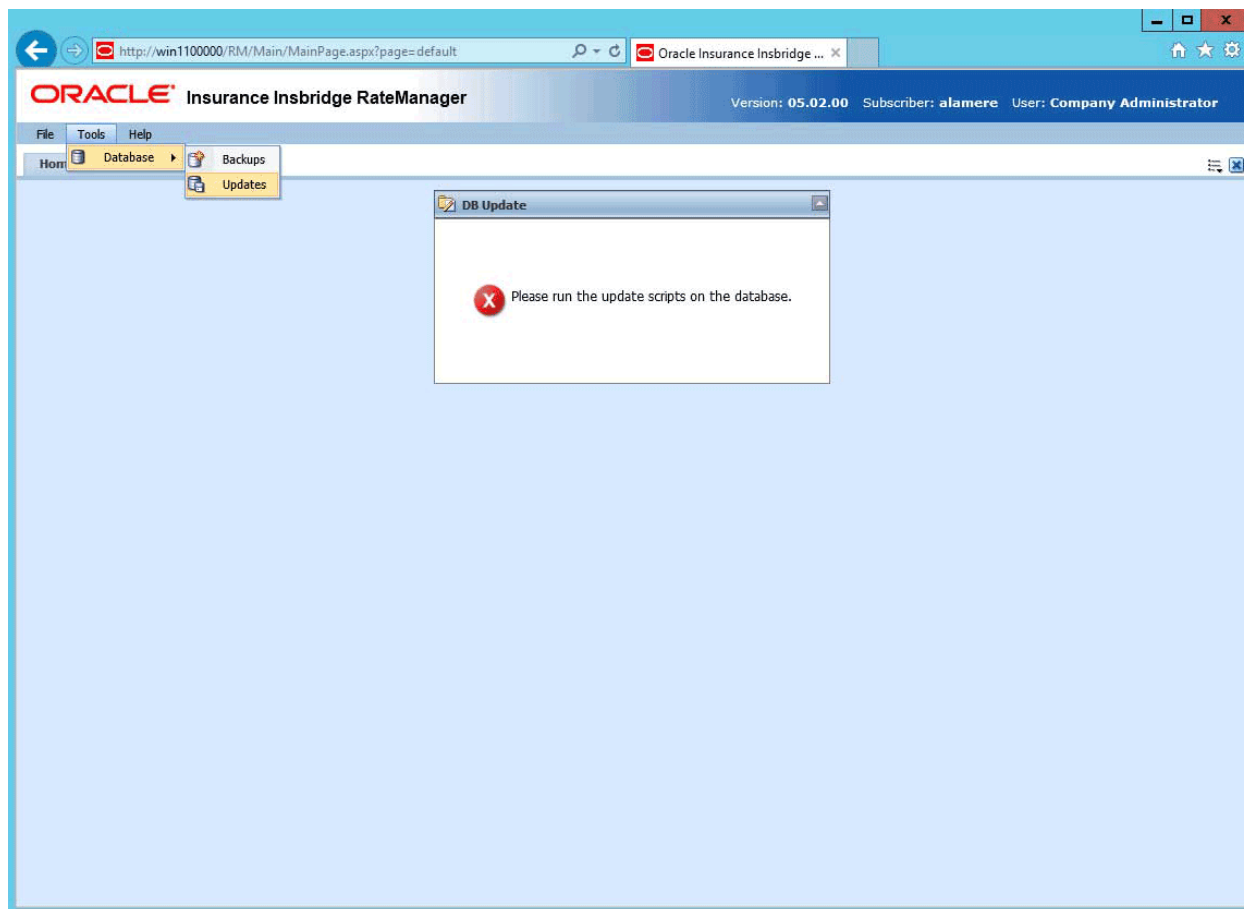 http://win1100000/RM/Main/MainPage.aspx?page=default
Oracle Insurance Insbridge ...
ORACLE Insurance Insbridge RateManager
Version: 05.02.00 Subscriber: alamere User: Company Administrator
File Tools Help
Hom
Database
Backups
Updates
DB Update
Please run the update scripts on the database.